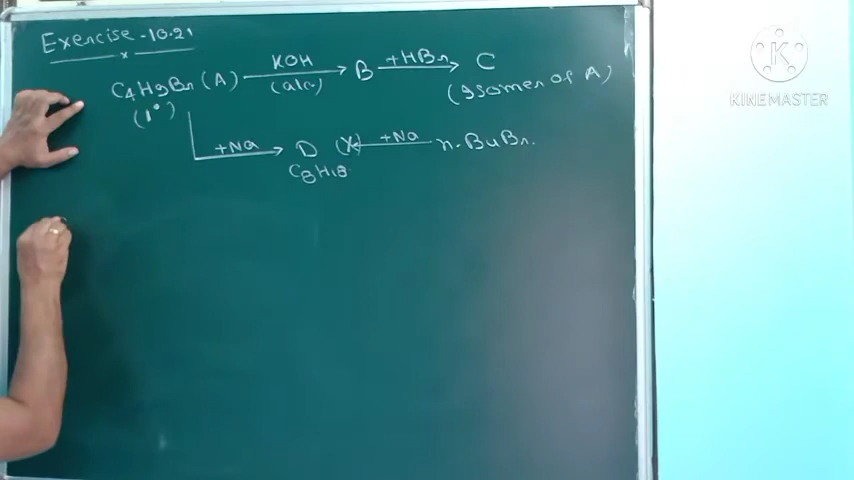 Exercise-10.21
x
C4H9Br (A) KOH (alc.) B +HBr C
(1°) (Isomer of A)
+Na D (X) +Na n-BuBr.
C8H18
K
KINEMASTER